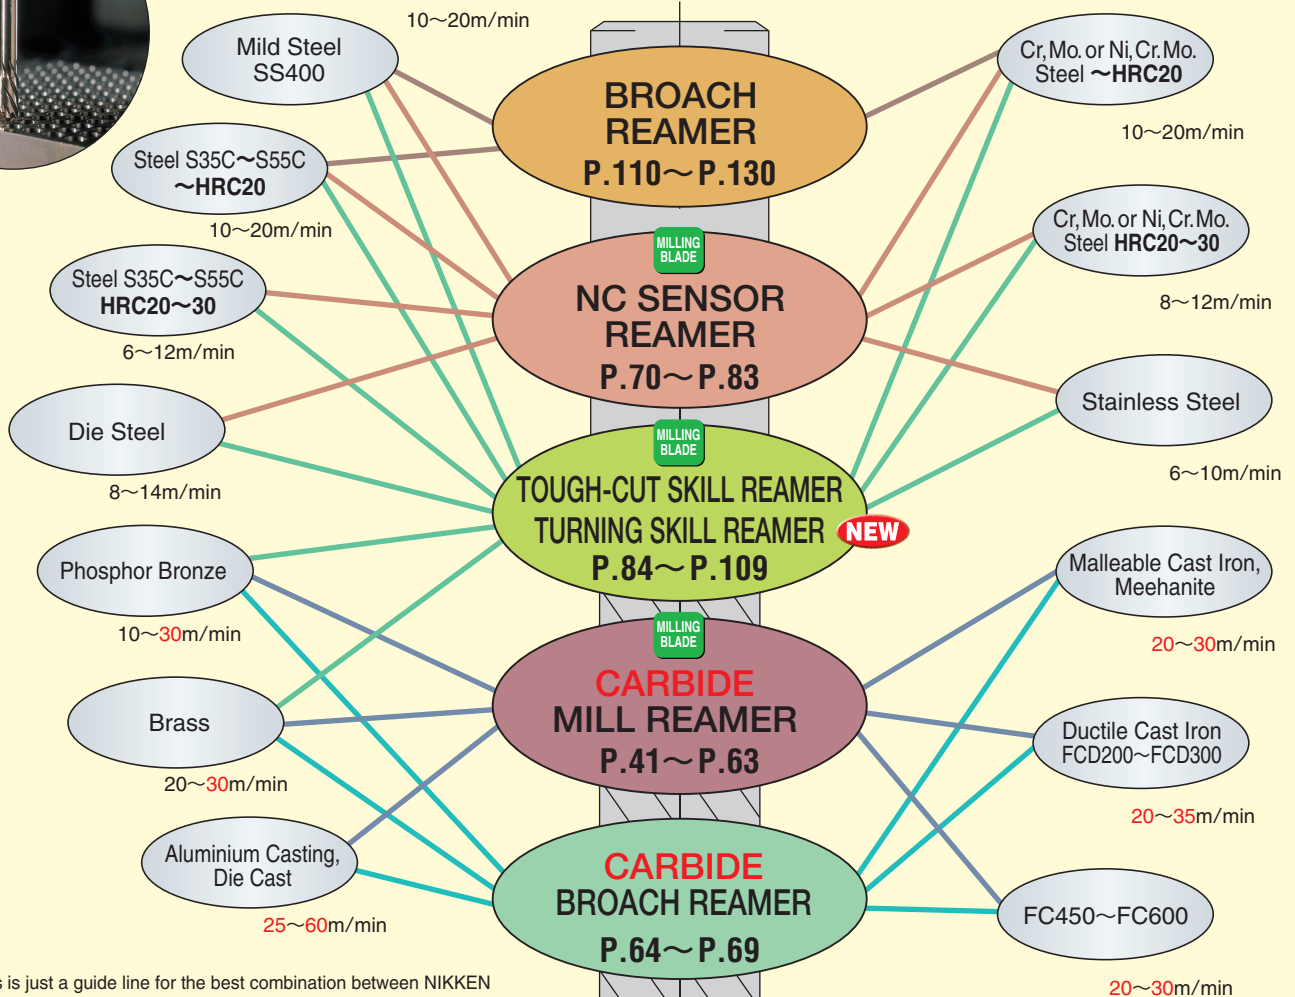 10～20m/min
Mild Steel
SS400
Steel S35C～S55C
～HRC20
10～20m/min
Steel S35C～S55C
HRC20～30
6～12m/min
Die Steel
8～14m/min
Phosphor Bronze
10～30m/min
Brass
20～30m/min
Aluminium Casting,
Die Cast
25～60m/min
BROACH
REAMER
P.110～P.130
MILLING
BLADE
NC SENSOR
REAMER
P.70～P.83
MILLING
BLADE
TOUGH-CUT SKILL REAMER
TURNING SKILL REAMER NEW
P.84～P.109
MILLING
BLADE
CARBIDE
MILL REAMER
P.41～P.63
CARBIDE
BROACH REAMER
P.64～P.69
Cr,Mo. or Ni,Cr.Mo.
Steel ～HRC20
10～20m/min
Cr,Mo. or Ni,Cr.Mo.
Steel HRC20～30
8～12m/min
Stainless Steel
6～10m/min
Malleable Cast Iron,
Meehanite
20～30m/min
Ductile Cast Iron
FCD200～FCD300
20～35m/min
FC450～FC600
20～30m/min
is just a guide line for the best combination between NIKKEN